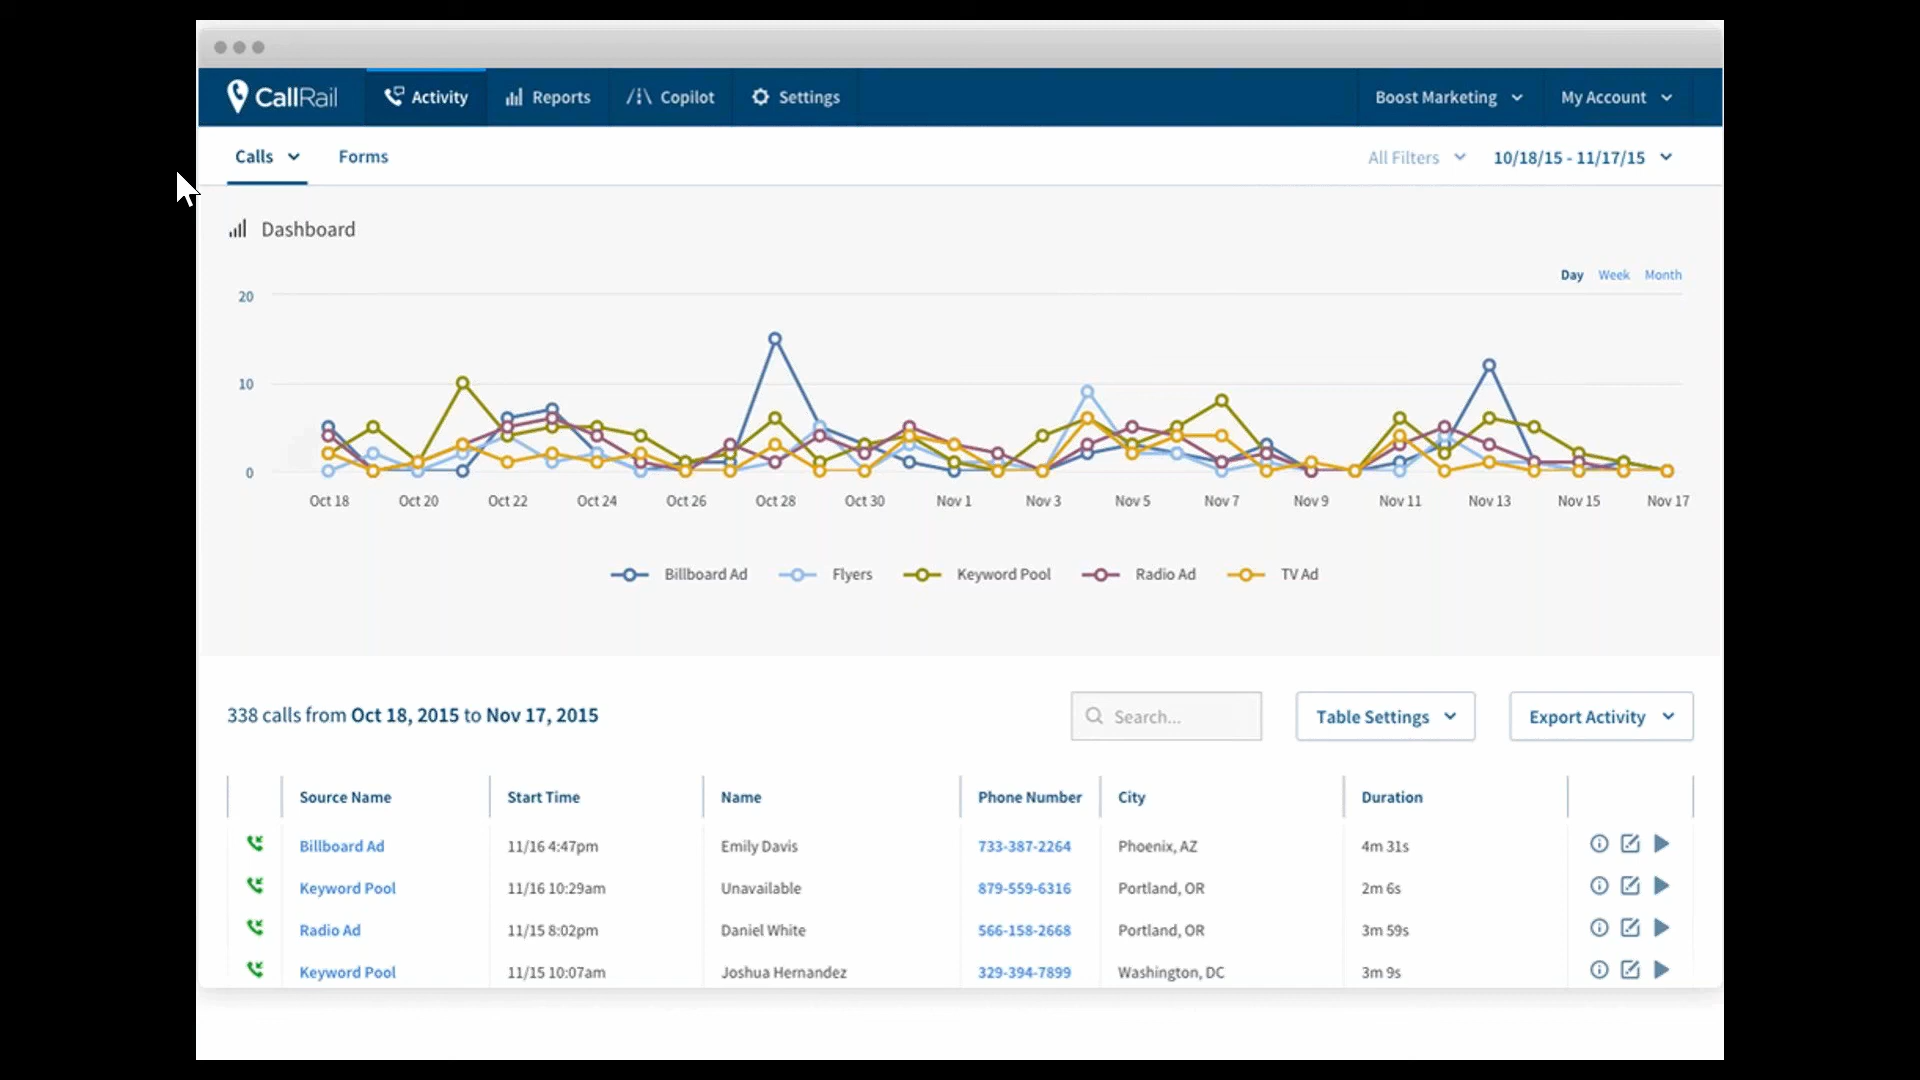 CallRail Activity Reports Copilot Settings Boost Marketing My Account
Calls Forms All Filters 10/18/15 - 11/17/15
Dashboard
Day Week Month
20
10
0
Oct 18 Oct 20 Oct 22 Oct 24 Oct 26 Oct 28 Oct 30 Nov 1 Nov 3 Nov 5 Nov 7 Nov 9 Nov 11 Nov 13 Nov 15 Nov 17
Billboard Ad Flyers Keyword Pool Radio Ad TV Ad
338 calls from Oct 18, 2015 to Nov 17, 2015 Search... Table Settings Export Activity
Source Name Start Time Name Phone Number City Duration
Billboard Ad 11/16 4:47pm Emily Davis 733-387-2264 Phoenix, AZ 4m 31s
Keyword Pool 11/16 10:29am Unavailable 879-559-6316 Portland, OR 2m 6s
Radio Ad 11/15 8:02pm Daniel White 566-158-2668 Portland, OR 3m 59s
Keyword Pool 11/15 10:07am Joshua Hernandez 329-394-7899 Washington, DC 3m 9s